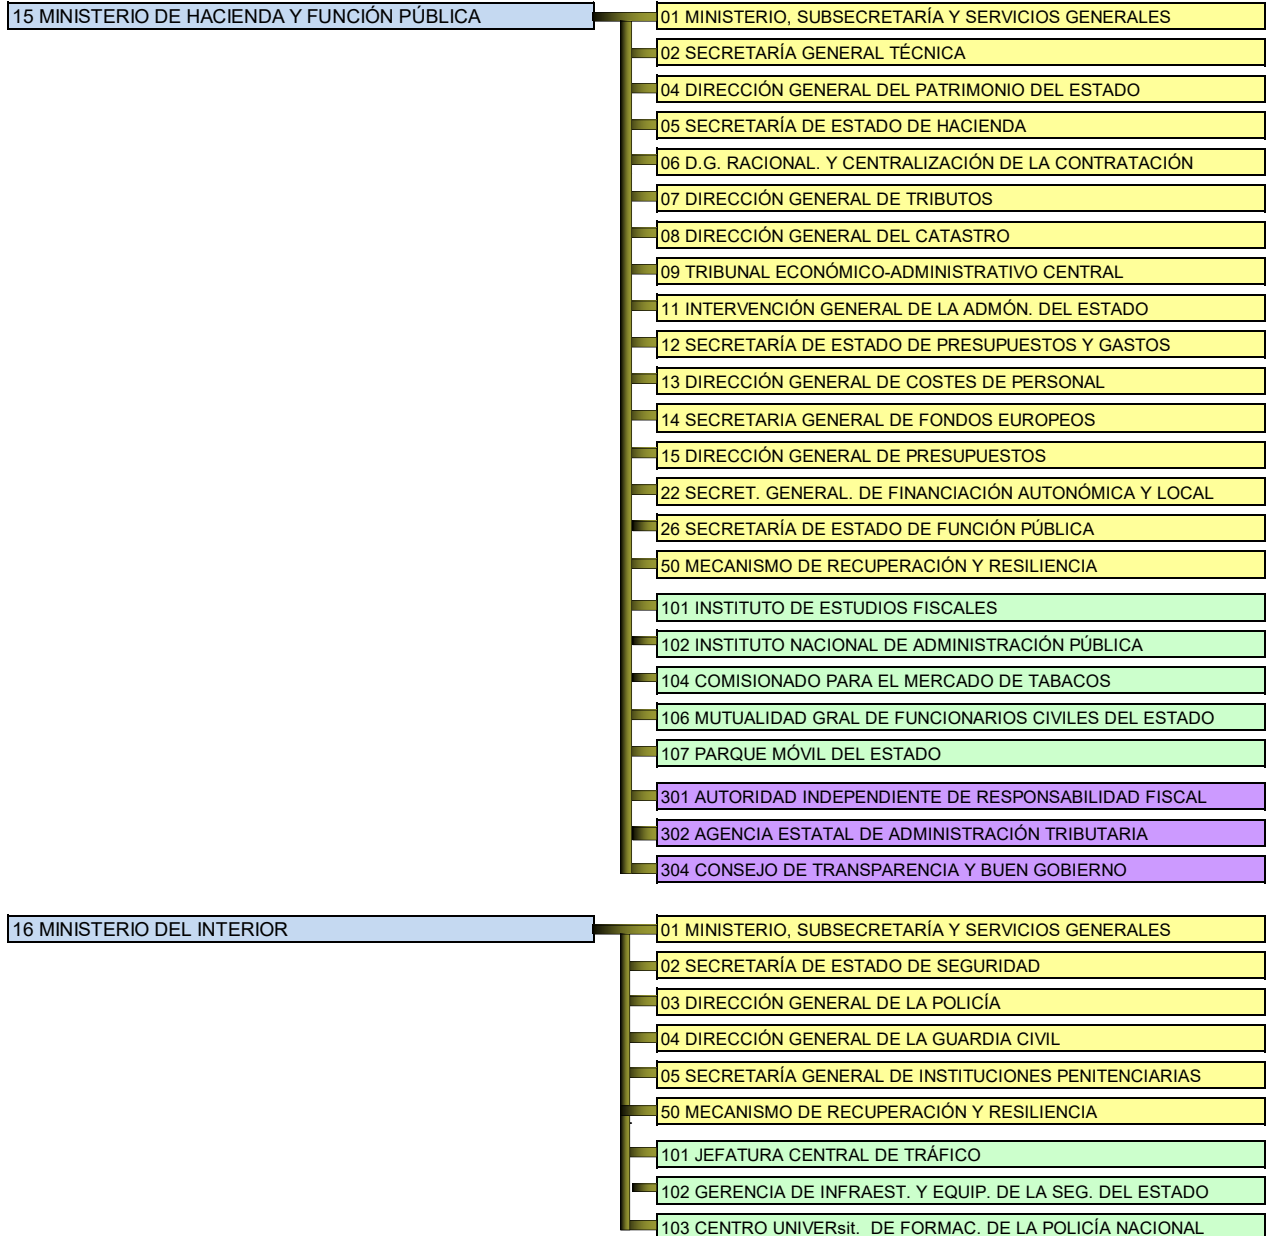 15 MINISTERIO DE HACIENDA Y FUNCIÓN PÚBLICA
01 MINISTERIO, SUBSECRETARÍA Y SERVICIOS GENERALES
02 SECRETARÍA GENERAL TÉCNICA
04 DIRECCIÓN GENERAL DEL PATRIMONIO DEL ESTADO
05 SECRETARÍA DE ESTADO DE HACIENDA
06 D.G. RACIONAL. Y CENTRALIZACIÓN DE LA CONTRATACIÓN
07 DIRECCIÓN GENERAL DE TRIBUTOS
08 DIRECCIÓN GENERAL DEL CATASTRO
09 TRIBUNAL ECONÓMICO-ADMINISTRATIVO CENTRAL
11 INTERVENCIÓN GENERAL DE LA ADMÓN. DEL ESTADO
12 SECRETARÍA DE ESTADO DE PRESUPUESTOS Y GASTOS
13 DIRECCIÓN GENERAL DE COSTES DE PERSONAL
14 SECRETARIA GENERAL DE FONDOS EUROPEOS
15 DIRECCIÓN GENERAL DE PRESUPUESTOS
22 SECRET. GENERAL. DE FINANCIACIÓN AUTONÓMICA Y LOCAL
26 SECRETARÍA DE ESTADO DE FUNCIÓN PÚBLICA
50 MECANISMO DE RECUPERACIÓN Y RESILIENCIA
101 INSTITUTO DE ESTUDIOS FISCALES
102 INSTITUTO NACIONAL DE ADMINISTRACIÓN PÚBLICA
104 COMISIONADO PARA EL MERCADO DE TABACOS
106 MUTUALIDAD GRAL DE FUNCIONARIOS CIVILES DEL ESTADO
107 PARQUE MÓVIL DEL ESTADO
301 AUTORIDAD INDEPENDIENTE DE RESPONSABILIDAD FISCAL
302 AGENCIA ESTATAL DE ADMINISTRACIÓN TRIBUTARIA
304 CONSEJO DE TRANSPARENCIA Y BUEN GOBIERNO
16 MINISTERIO DEL INTERIOR
01 MINISTERIO, SUBSECRETARÍA Y SERVICIOS GENERALES
02 SECRETARÍA DE ESTADO DE SEGURIDAD
03 DIRECCIÓN GENERAL DE LA POLICÍA
04 DIRECCIÓN GENERAL DE LA GUARDIA CIVIL
05 SECRETARÍA GENERAL DE INSTITUCIONES PENITENCIARIAS
50 MECANISMO DE RECUPERACIÓN Y RESILIENCIA
101 JEFATURA CENTRAL DE TRÁFICO
102 GERENCIA DE INFRAEST. Y EQUIP. DE LA SEG. DEL ESTADO
103 CENTRO UNIVERsit. DE FORMAC. DE LA POLICÍA NACIONAL